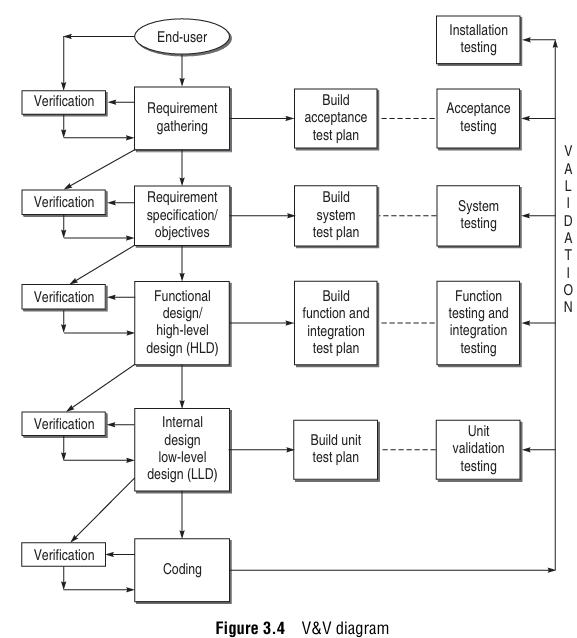 End-user
Installation
testing
Verification
Requirement
gathering
Build
acceptance
test plan
Acceptance
testing
VALIDATION
Verification
Requirement
specification/
objectives
Build
system
test plan
System
testing
Verification
Functional
design/
high-level
design (HLD)
Build
function and
integration
test plan
Function
testing and
integration
testing
Verification
Internal
design
low-level
design (LLD)
Build unit
test plan
Unit
validation
testing
Verification
Coding
Figure 3.4 V&V diagram